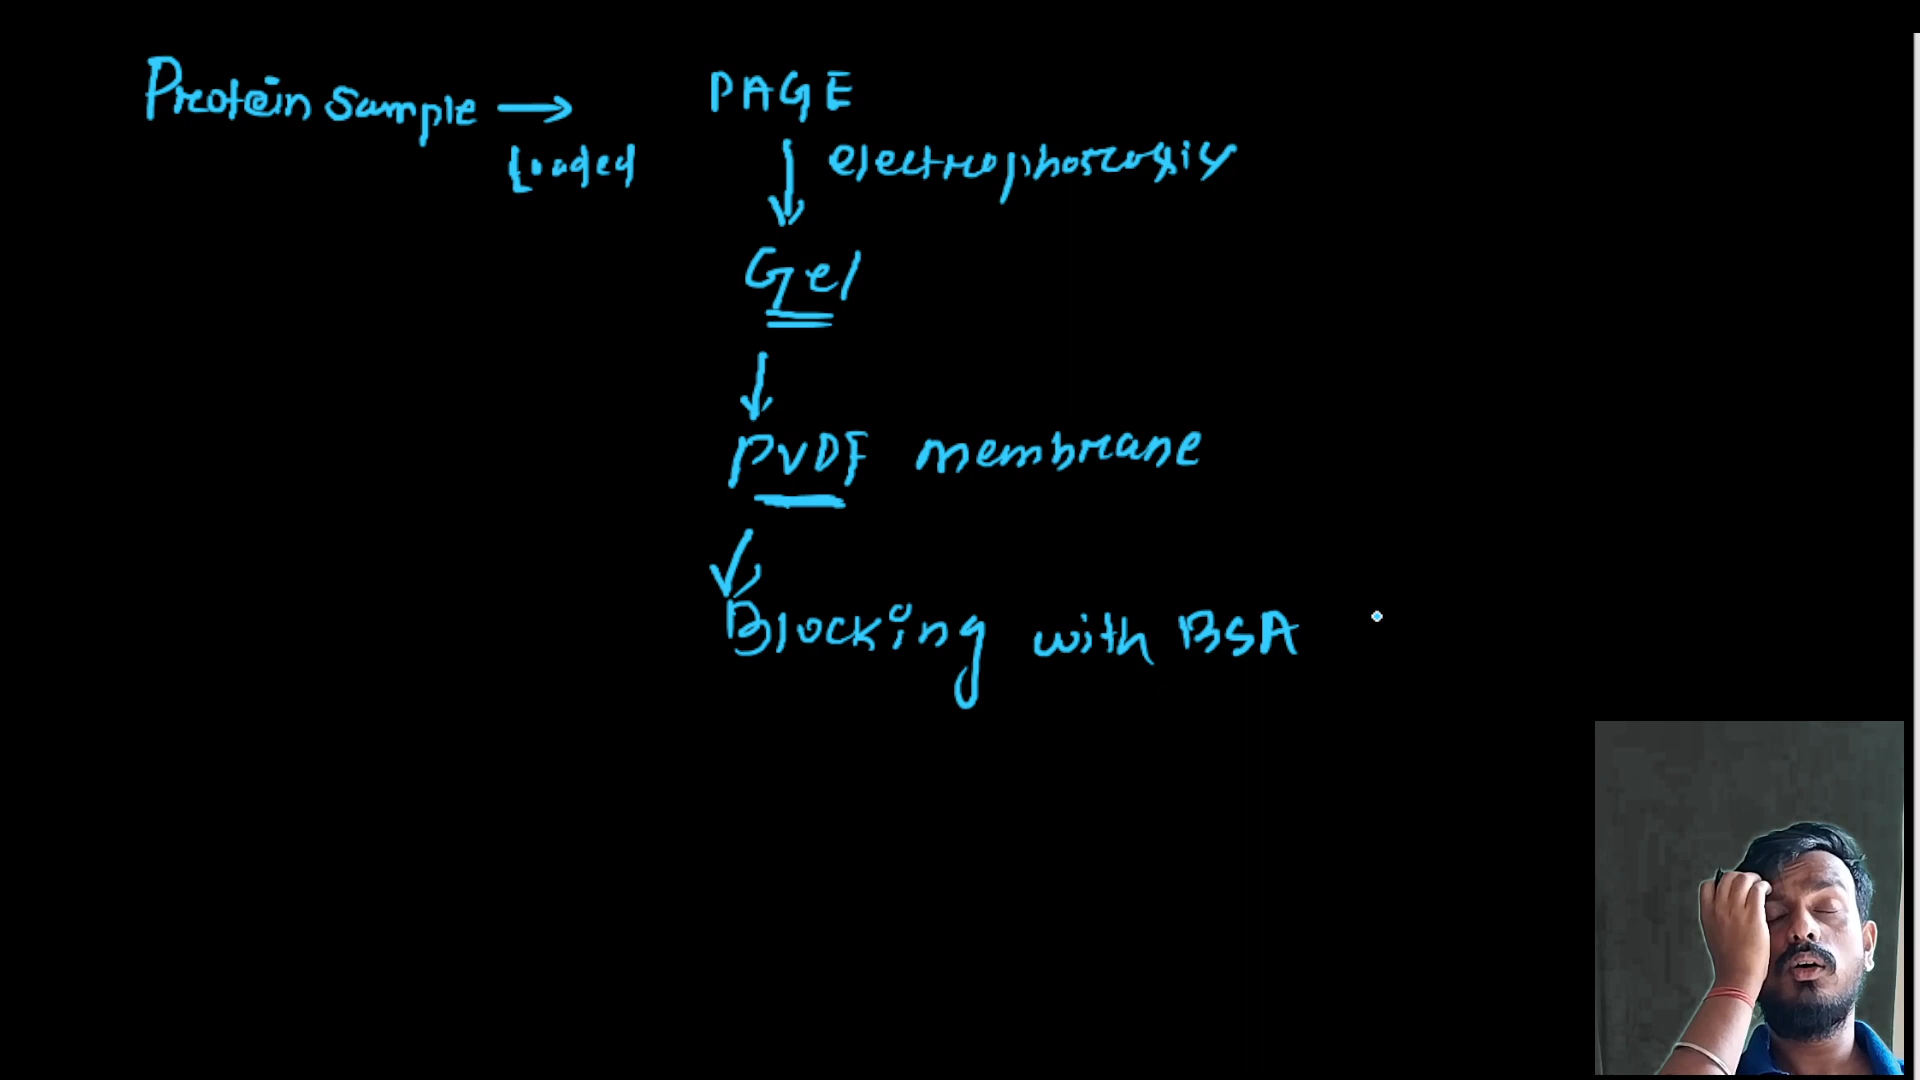 Protein sample → PAGE
Loaded
↓ electrophoresis
Gel
↓
PVDF membrane
↓
Blocking with BSA